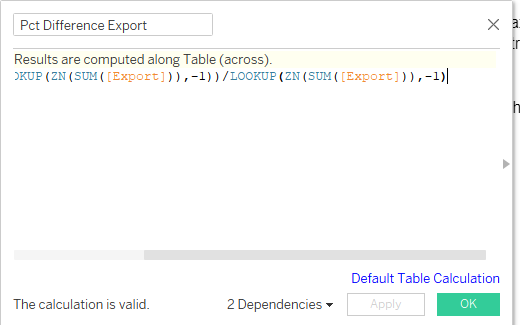 Pct Difference Export
Results are computed along Table (across).
OKUP(ZN(SUM([Export])),-1))/LOOKUP(ZN(SUM([Export])),-1)
Default Table Calculation
The calculation is valid.
2 Dependencies
Apply
OK